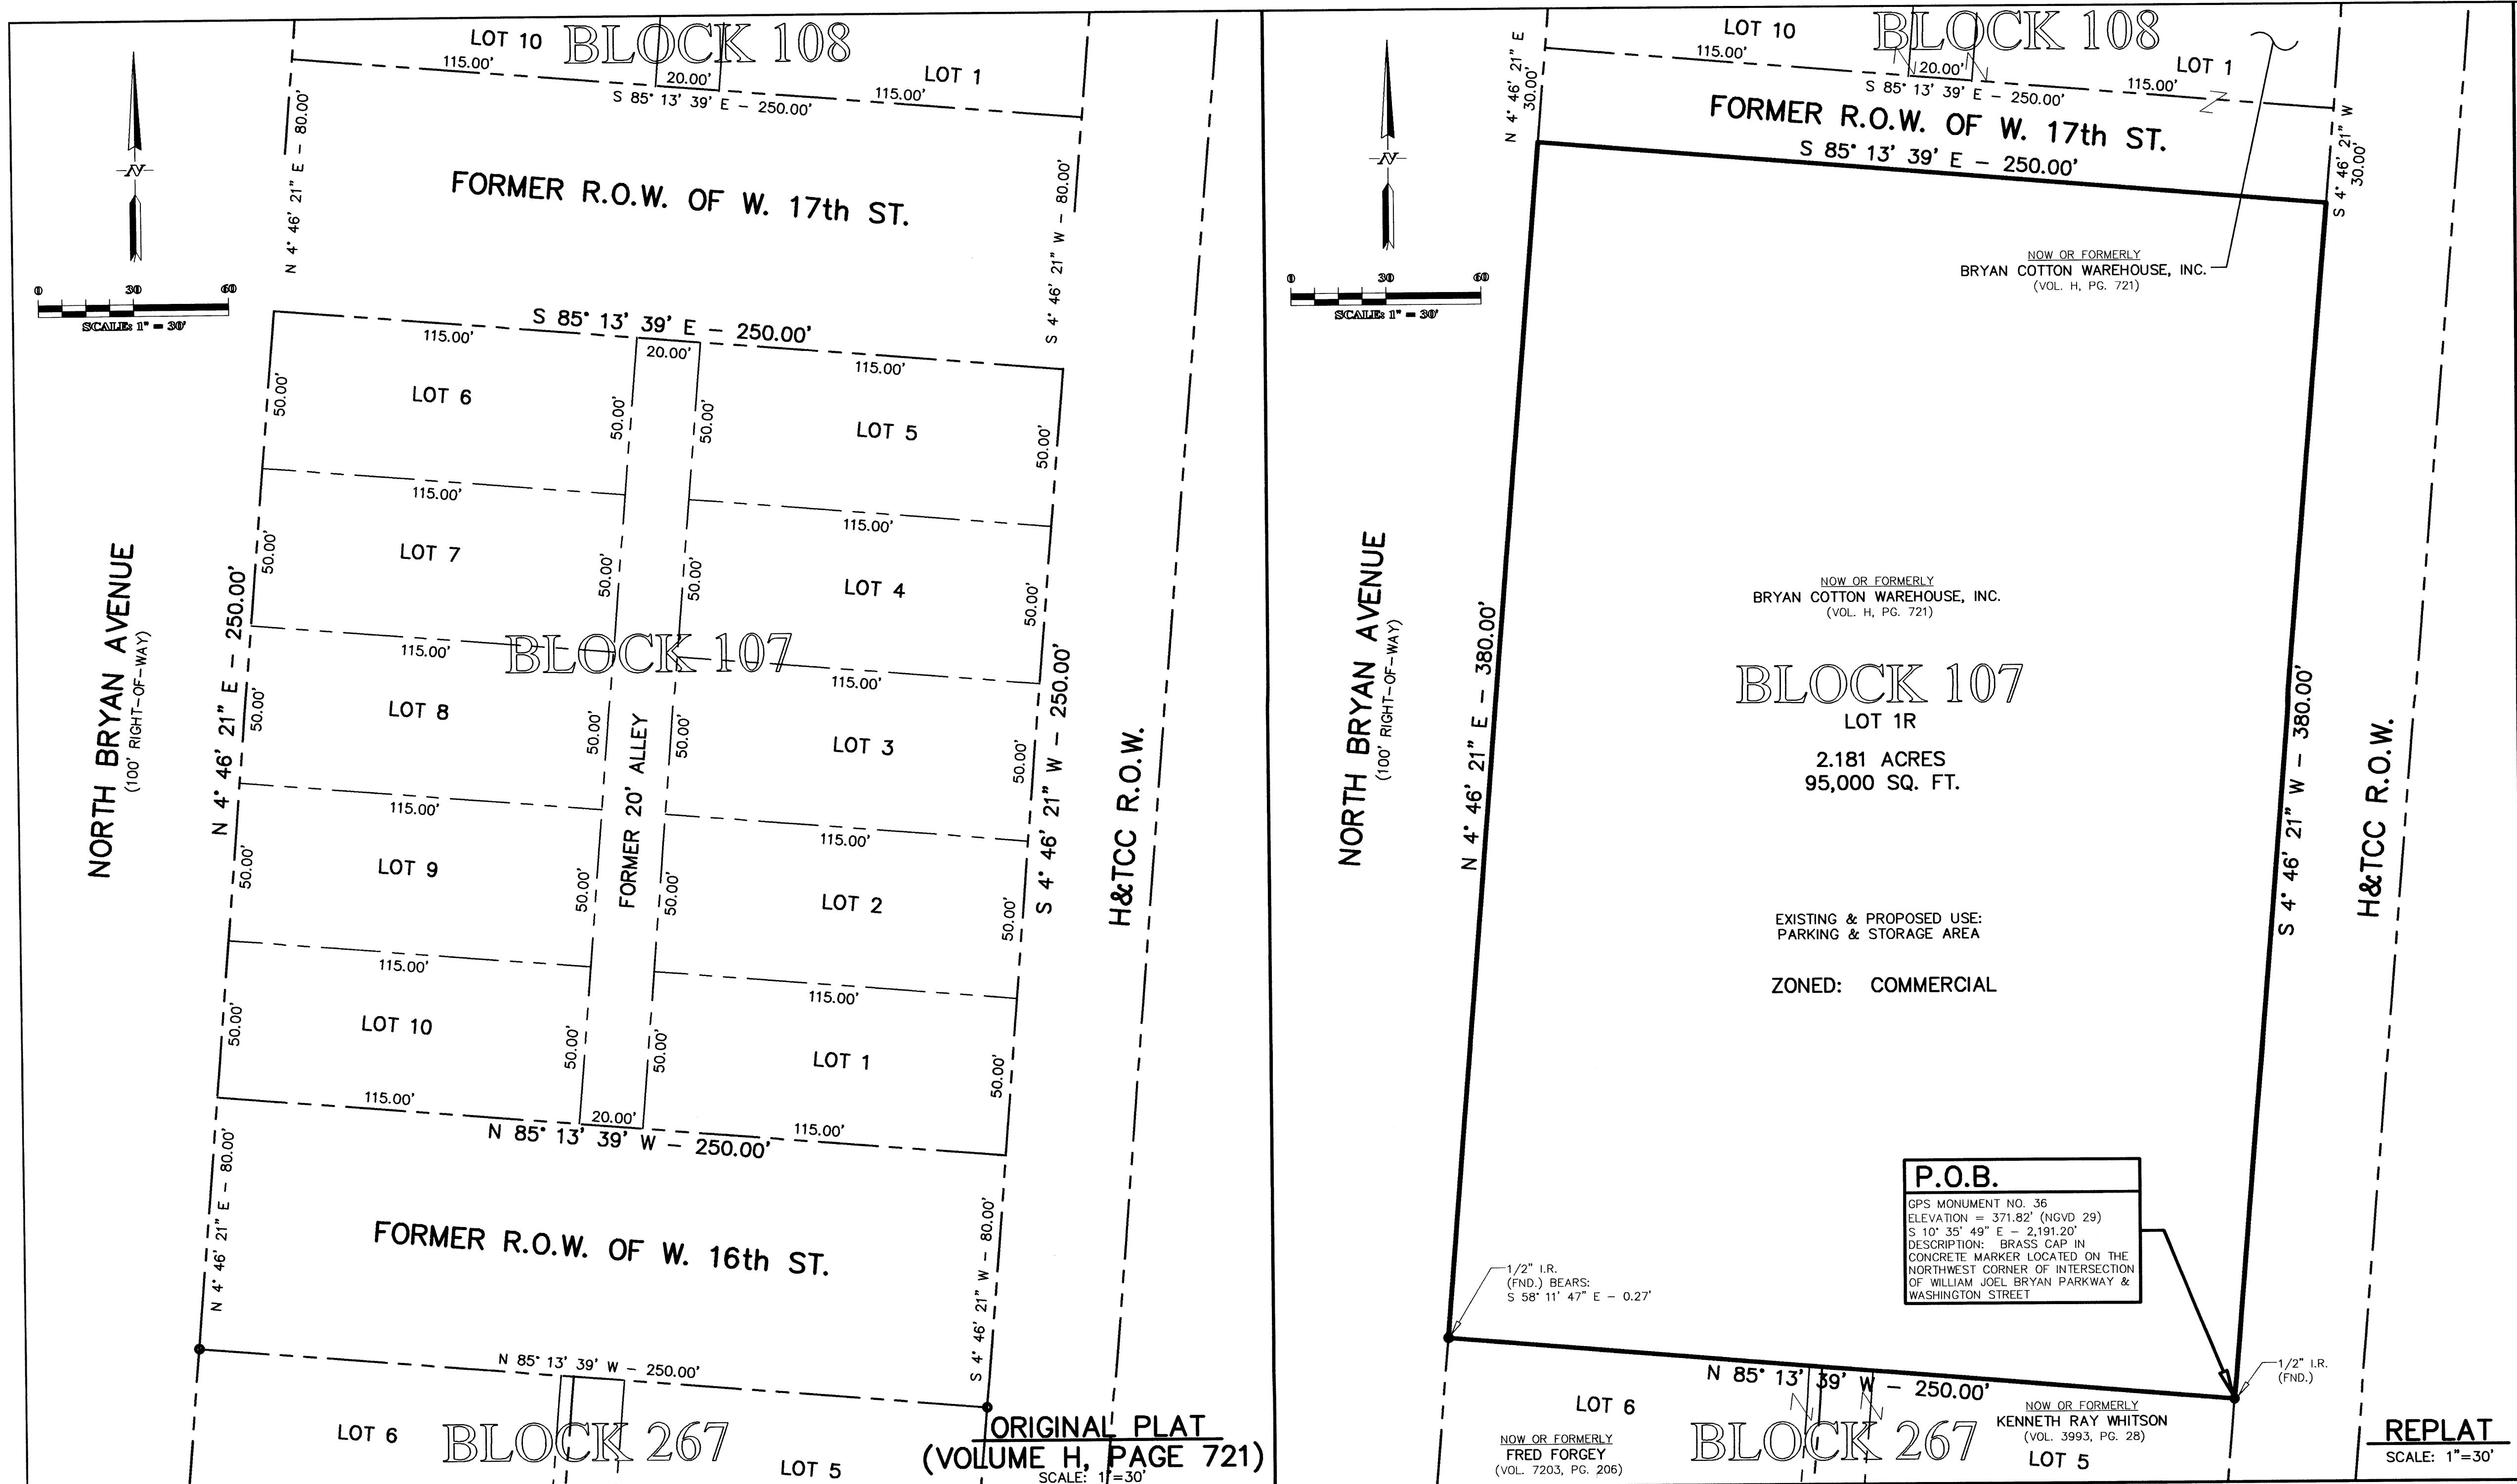 LOT 10
BLOCK 108
LOT 1
115.00'
20.00'
115.00'
S 85° 13' 39' E - 250.00'
N 4° 46' 21" E - 80.00'
S 4° 46' 21" W - 80.00'
FORMER R.O.W. OF W. 17th ST.
N
0 30 60
SCALE: 1" = 30'
S 85° 13' 39' E - 250.00'
115.00'
20.00'
115.00'
50.00'
LOT 6
50.00'
50.00'
LOT 5
50.00'
115.00'
115.00'
50.00'
LOT 7
50.00'
50.00'
LOT 4
50.00'
NORTH BRYAN AVENUE
(100' RIGHT-OF-WAY)
N 4° 46' 21" E - 250.00'
115.00'
BLOCK 107
115.00'
50.00'
LOT 8
50.00'
50.00'
LOT 3
50.00'
S 4° 46' 21" W - 250.00'
H&TCC R.O.W.
FORMER 20' ALLEY
115.00'
115.00'
50.00'
LOT 9
50.00'
50.00'
LOT 2
50.00'
115.00'
115.00'
50.00'
LOT 10
50.00'
50.00'
LOT 1
50.00'
115.00'
20.00'
115.00'
N 85° 13' 39' W - 250.00'
N 4° 46' 21" E - 80.00'
S 4° 46' 21" W - 80.00'
FORMER R.O.W. OF W. 16th ST.
N 85° 13' 39' W - 250.00'
LOT 6
BLOCK 267
LOT 5
ORIGINAL PLAT
(VOLUME H, PAGE 721)
SCALE: 1"=30'
LOT 10
BLOCK 108
LOT 1
115.00'
20.00'
115.00'
S 85° 13' 39' E - 250.00'
N 4° 46' 21" E
30.00'
S 4° 46' 21" W
30.00'
FORMER R.O.W. OF W. 17th ST.
S 85° 13' 39' E - 250.00'
N
0 30 60
SCALE: 1" = 30'
NOW OR FORMERLY
BRYAN COTTON WAREHOUSE, INC.
(VOL. H, PG. 721)
NORTH BRYAN AVENUE
(100' RIGHT-OF-WAY)
N 4° 46' 21" E - 380.00'
NOW OR FORMERLY
BRYAN COTTON WAREHOUSE, INC.
(VOL. H, PG. 721)
BLOCK 107
LOT 1R
2.181 ACRES
95,000 SQ. FT.
S 4° 46' 21" W - 380.00'
H&TCC R.O.W.
EXISTING & PROPOSED USE:
PARKING & STORAGE AREA
ZONED: COMMERCIAL
P.O.B.
GPS MONUMENT NO. 36
ELEVATION = 371.82' (NGVD 29)
S 10° 35' 49" E - 2,191.20'
DESCRIPTION: BRASS CAP IN
CONCRETE MARKER LOCATED ON THE
NORTHWEST CORNER OF INTERSECTION
OF WILLIAM JOEL BRYAN PARKWAY &
WASHINGTON STREET
1/2" I.R.
(FND.) BEARS:
S 58° 11' 47" E - 0.27'
1/2" I.R.
(FND.)
N 85° 13' 39' W - 250.00'
LOT 6
NOW OR FORMERLY
FRED FORGEY
(VOL. 7203, PG. 206)
BLOCK 267
NOW OR FORMERLY
KENNETH RAY WHITSON
(VOL. 3993, PG. 28)
LOT 5
REPLAT
SCALE: 1"=30'